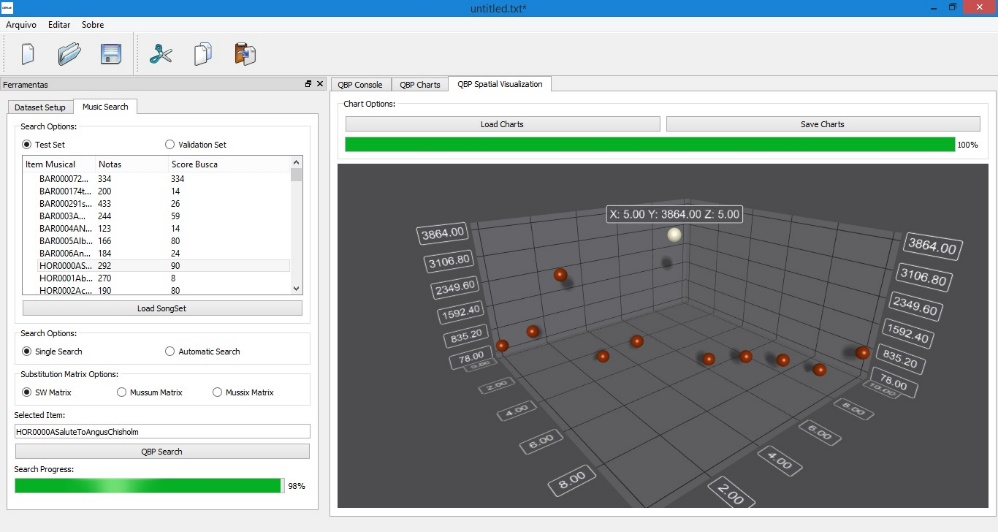 untitled.txt*
Arquivo Editar Sobre
Ferramentas
Dataset Setup Music Search
Search Options:
Test Set Validation Set
Item Musical Notas Score Busca
BAR000072... 334 334
BAR000174t... 200 14
BAR000291s... 433 26
BAR0003A... 244 59
BAR0004AN... 123 14
BAR0005Alb... 166 80
BAR0006An... 184 24
HOR0000AS... 292 90
HOR0001Ab... 270 8
HOR0002Ac... 190 80
Load SongSet
Search Options:
Single Search Automatic Search
Substitution Matrix Options:
SW Matrix Mussum Matrix Mussix Matrix
Selected Item:
HOR0000ASaluteToAngusChisholm
QBP Search
Search Progress:
98%
QBP Console QBP Charts QBP Spatial Visualization
Chart Options:
Load Charts Save Charts
100%
X: 5.00 Y: 3864.00 Z: 5.00
3864.00
3106.80
2349.60
1592.40
835.20
78.00
3864.00
3106.80
2349.60
1592.40
835.20
78.00
0.00
2.00
4.00
6.00
8.00
10.00
8.00
6.00
4.00
2.00